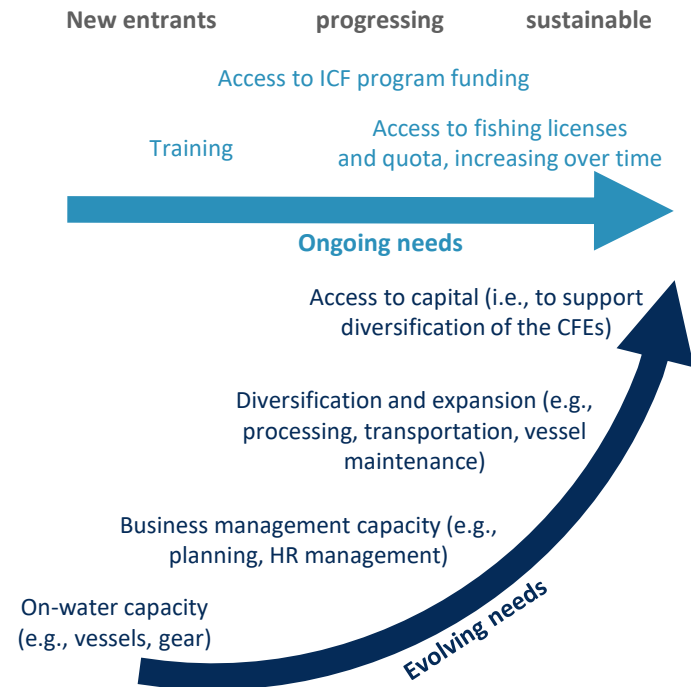 New entrants progressing sustainable
Access to ICF program funding
Training
Access to fishing licenses
and quota, increasing over time
Ongoing needs
Access to capital (i.e., to support
diversification of the CFEs)
Diversification and expansion (e.g.,
processing, transportation, vessel
maintenance)
Business management capacity (e.g.,
planning, HR management)
On-water capacity
(e.g., vessels, gear)
Evolving needs